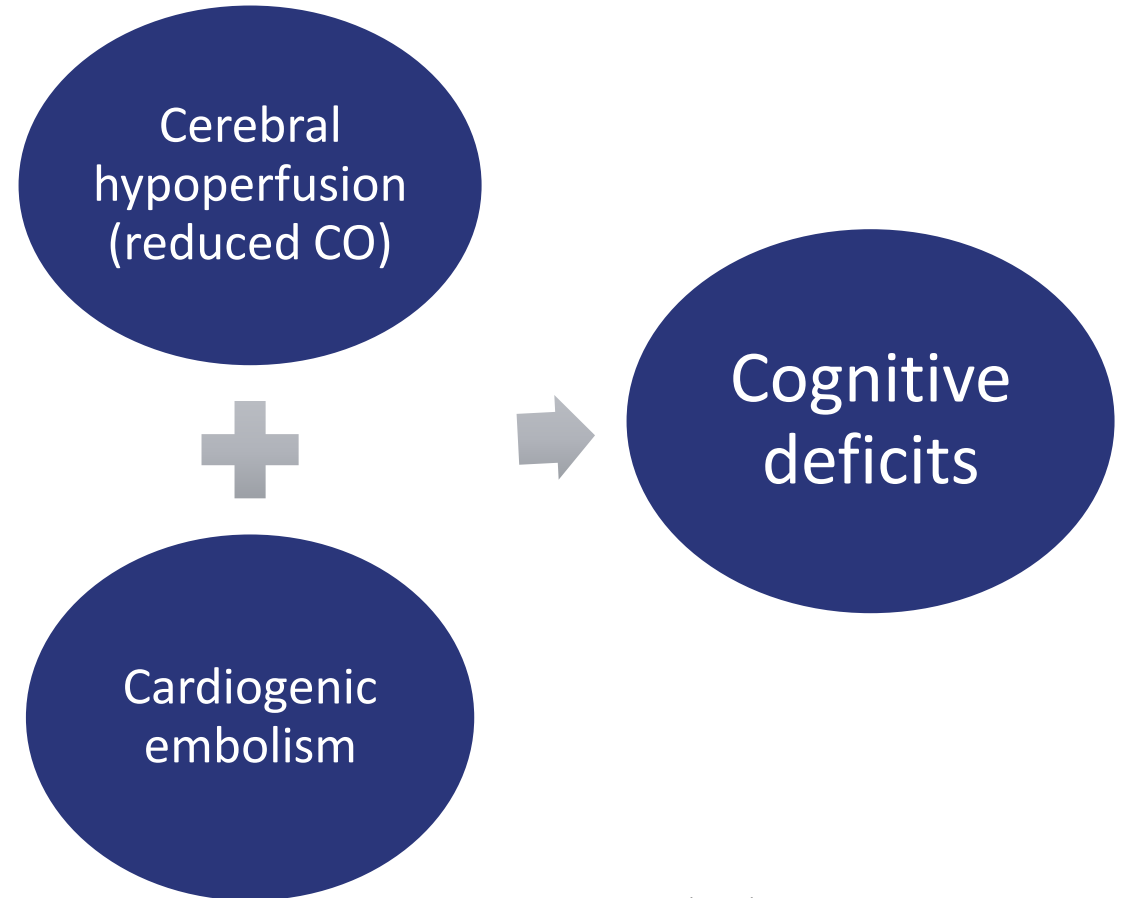 Cerebral
hypoperfusion
(reduced CO)
Cognitive
deficits
Cardiogenic
embolism